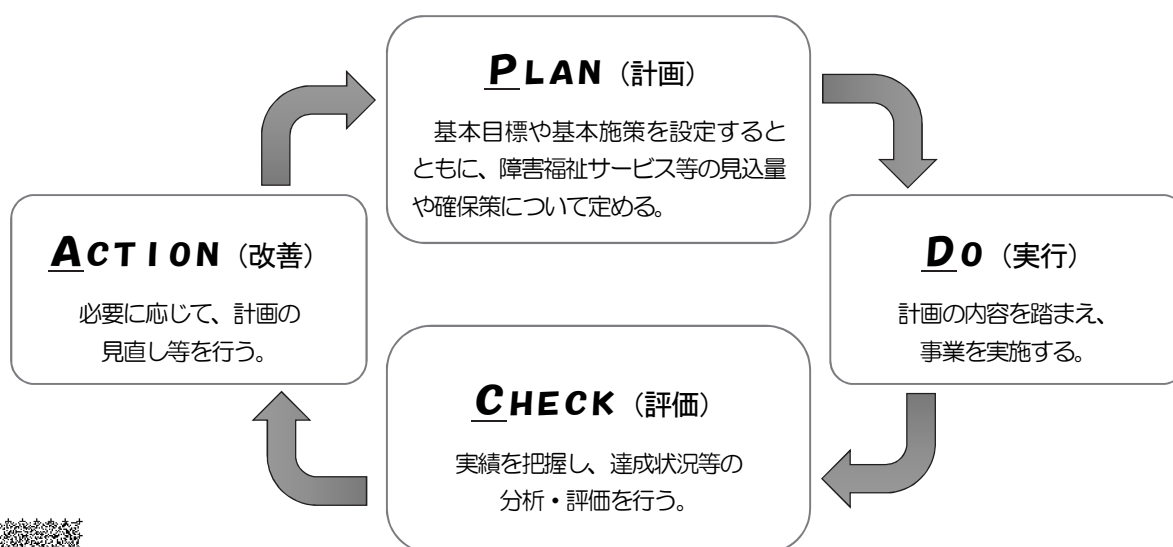 PLAN（計画）
基本目標や基本施策を設定すると
ともに、障害福祉サービス等の見込量
や確保策について定める。
ACTION（改善）
必要に応じて、計画の
見直し等を行う。
DO（実行）
計画の内容を踏まえ、
事業を実施する。
CHECK（評価）
実績を把握し、達成状況等の
分析・評価を行う。